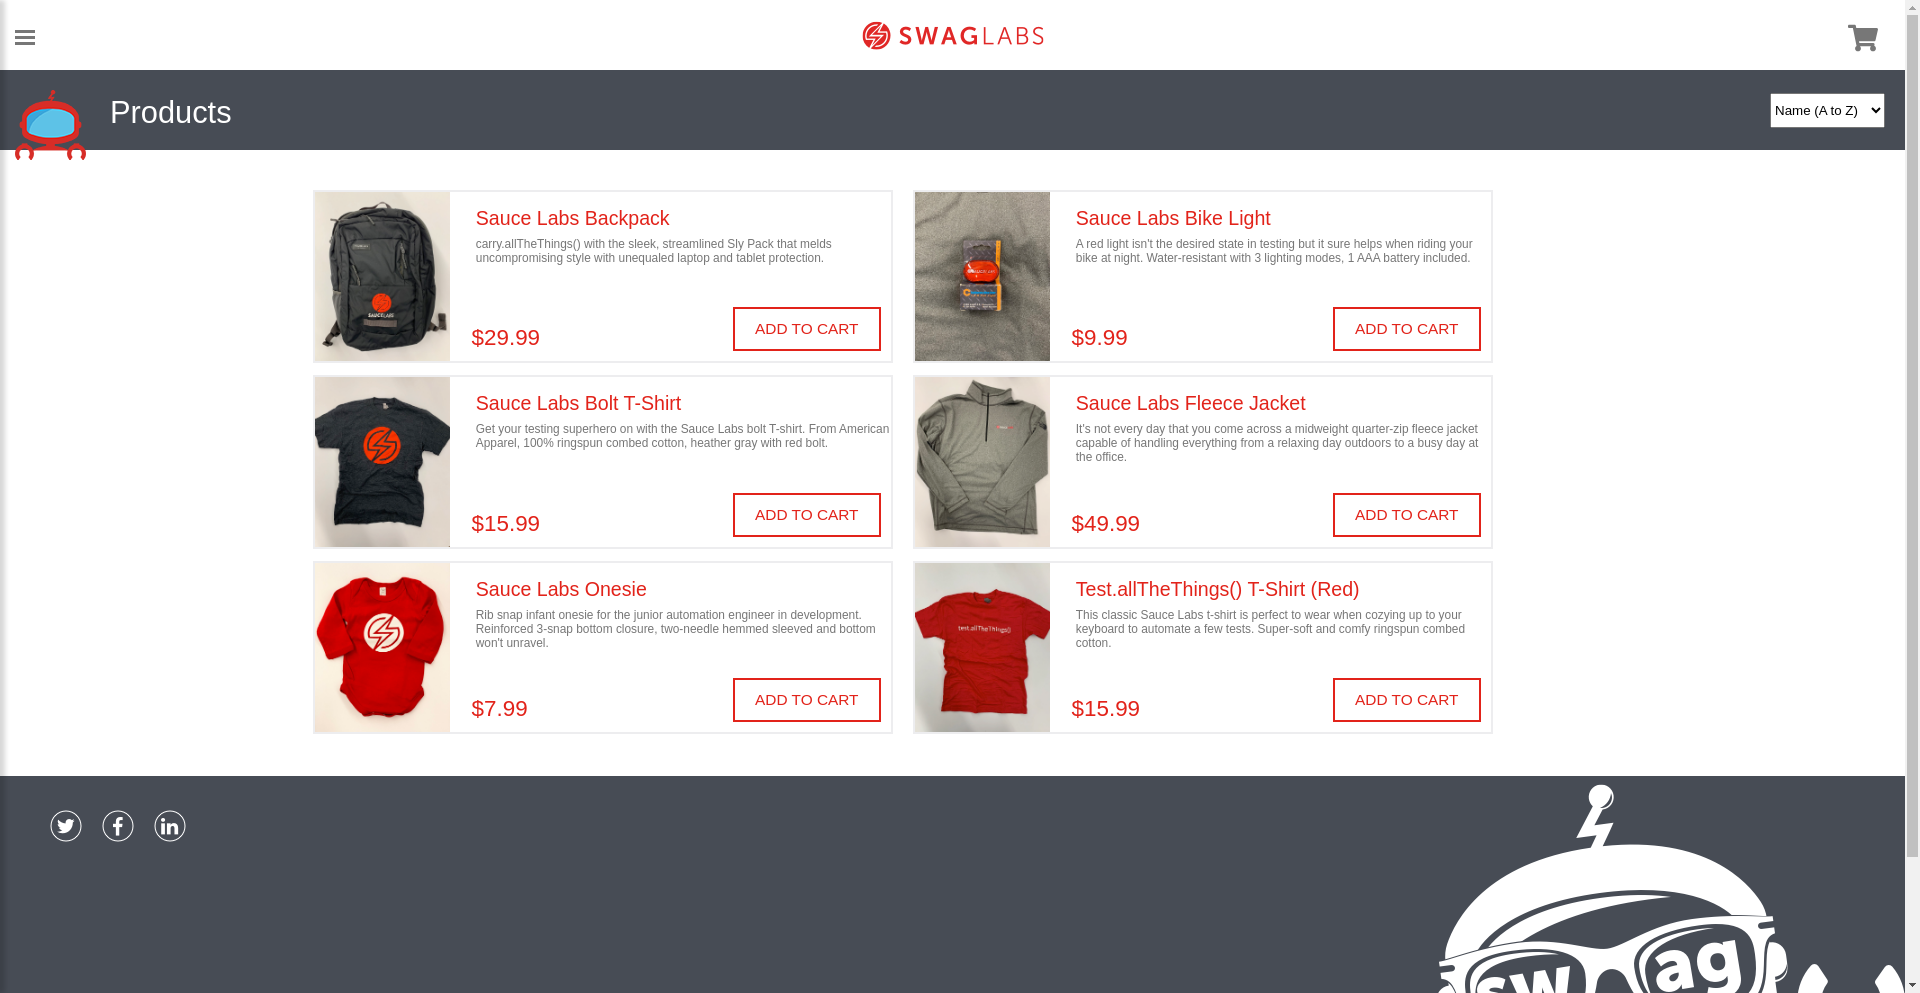 SWAGLABS
Products
Name (A to Z)
Sauce Labs Backpack
carry.allTheThings() with the sleek, streamlined Sly Pack that melds
uncompromising style with unequaled laptop and tablet protection.
$29.99
ADD TO CART
SAUCELABS
Sauce Labs Bike Light
A red light isn't the desired state in testing but it sure helps when riding your
bike at night. Water-resistant with 3 lighting modes, 1 AAA battery included.
$9.99
ADD TO CART
Sauce Labs Bolt T-Shirt
Get your testing superhero on with the Sauce Labs bolt T-shirt. From American
Apparel, 100% ringspun combed cotton, heather gray with red bolt.
$15.99
ADD TO CART
Sauce Labs Fleece Jacket
It's not every day that you come across a midweight quarter-zip fleece jacket
capable of handling everything from a relaxing day outdoors to a busy day at
the office.
$49.99
ADD TO CART
Sauce Labs Onesie
Rib snap infant onesie for the junior automation engineer in development.
Reinforced 3-snap bottom closure, two-needle hemmed sleeved and bottom
won't unravel.
$7.99
ADD TO CART
Test.allTheThings() T-Shirt (Red)
This classic Sauce Labs t-shirt is perfect to wear when cozying up to your
keyboard to automate a few tests. Super-soft and comfy ringspun combed
cotton.
$15.99
ADD TO CART
test.allTheThings()
swag